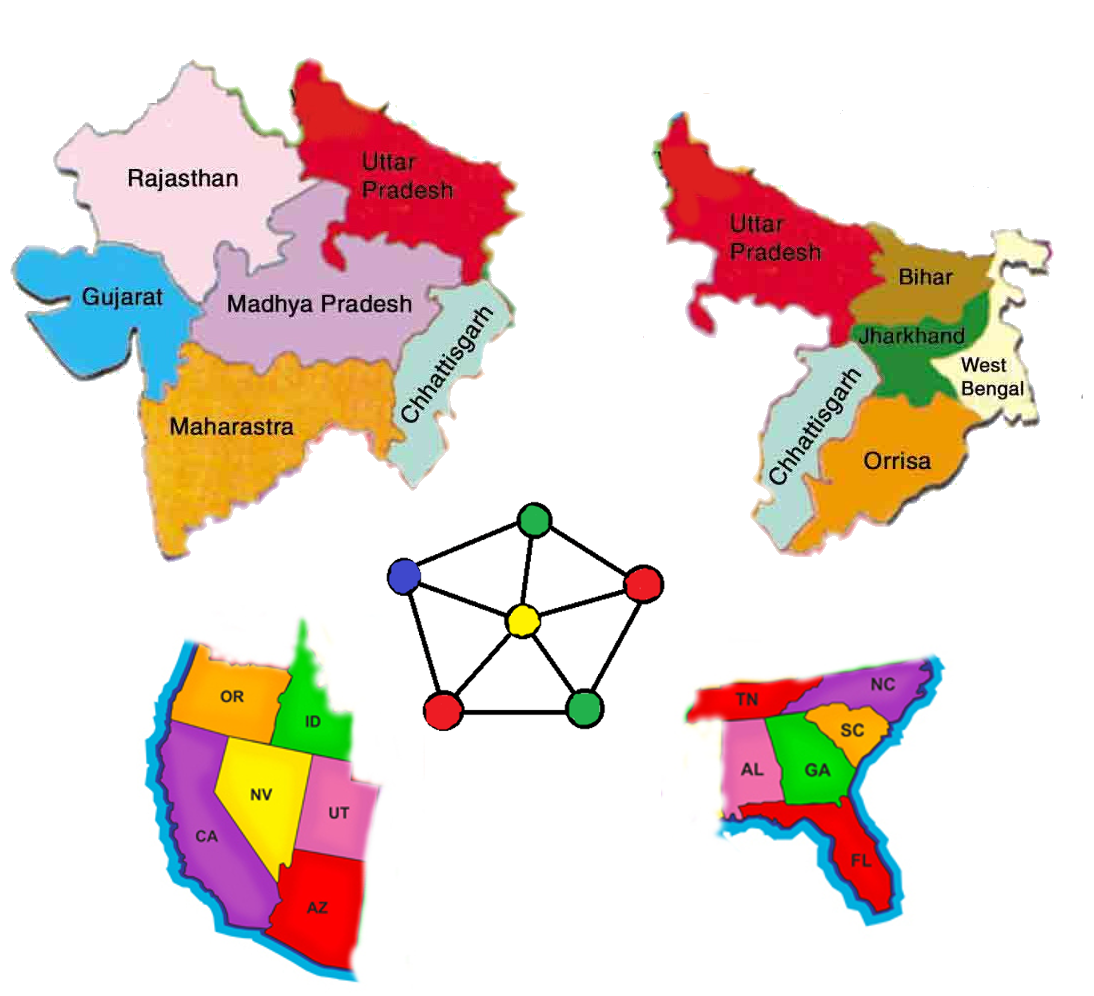 Rajasthan
Uttar
Pradesh
Gujarat
Madhya Pradesh
Chhattisgarh
Maharastra
Uttar
Pradesh
Bihar
Jharkhand
West
Bengal
Chhattisgarh
Orrisa
OR
ID
NV
UT
CA
AZ
TN
NC
SC
AL
GA
FL